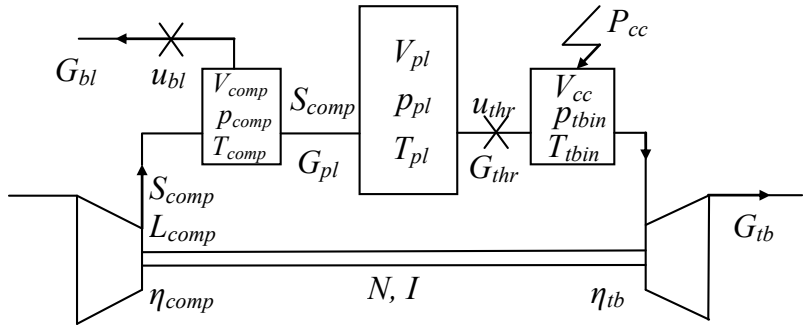 P_cc
G_bl
u_bl
V_comp
p_comp
T_comp
S_comp
G_pl
V_pl
p_pl
T_pl
u_thr
G_thr
V_cc
p_tbin
T_tbin
S_comp
L_comp
G_tb
η_comp
N, I
η_tb